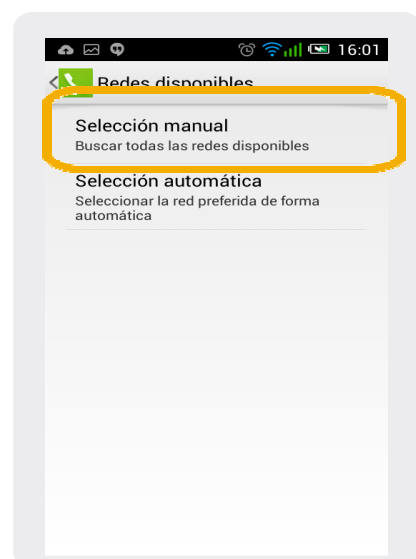 16:01
Redes disponibles
Selección manual
Buscar todas las redes disponibles
Selección automática
Seleccionar la red preferida de forma
automática